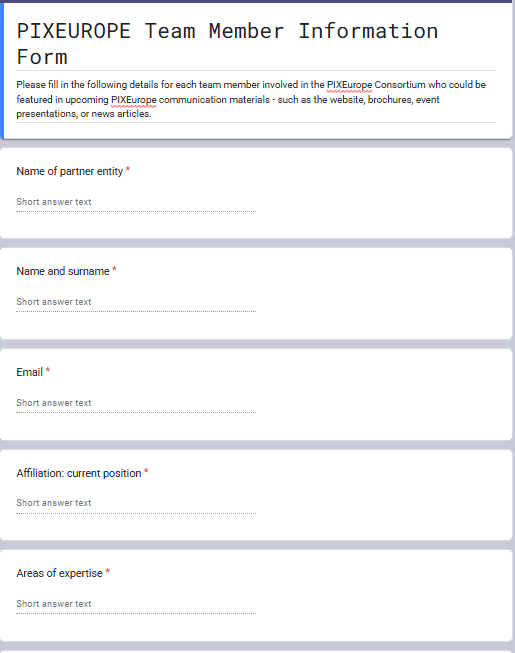 PIXEUROPE Team Member Information
Form
Please fill in the following details for each team member involved in the PIXEurope Consortium who could be
featured in upcoming PIXEurope communication materials - such as the website, brochures, event
presentations, or news articles.
Name of partner entity *
Short answer text
Name and surname *
Short answer text
Email *
Short answer text
Affiliation: current position *
Short answer text
Areas of expertise *
Short answer text